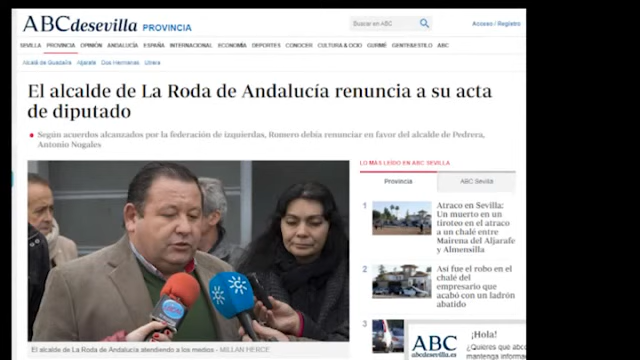 ABCdesevilla PROVINCIA
Buscar en ABC
Acceso / Registro
SEVILLA PROVINCIA OPINIÓN ANDALUCÍA ESPAÑA INTERNACIONAL ECONOMÍA DEPORTES CONOCER CULTURA & OCIO GURMÉ GENTE&ESTILO ABC
Alcalá de Guadaíra Aljarafe Dos Hermanas Utrera
El alcalde de La Roda de Andalucía renuncia a su acta
de diputado
Según acuerdos alcanzados por la federación de izquierdas, Romero debía renunciar en favor del alcalde de Pedrera,
Antonio Nogales
El alcalde de La Roda de Andalucía atendiendo a los medios - MILLÁN HERCE
LO MÁS LEÍDO EN ABC SEVILLA
Provincia ABC Sevilla
1
Atraco en Sevilla:
Un muerto en un
tiroteo en el atraco
a un chalé entre
Mairena del Aljarafe y
Almensilla
2
Así fue el robo en el
chalé del
empresario que
acabó con un ladrón
abatido
3
ABC
abcdesevilla.es
¡Hola!
¿Quieres que abc
mantenga informa